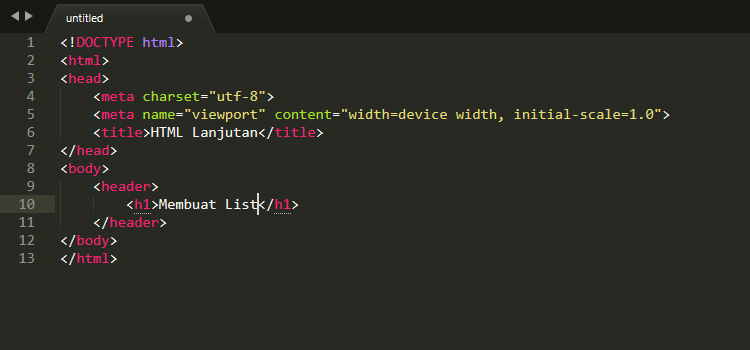 untitled
1 <!DOCTYPE html>
2 <html>
3 <head>
4 <meta charset="utf-8">
5 <meta name="viewport" content="width=device width, initial-scale=1.0">
6 <title>HTML Lanjutan</title>
7 </head>
8 <body>
9 <header>
10 <h1>Membuat List</h1>
11 </header>
12 </body>
13 </html>